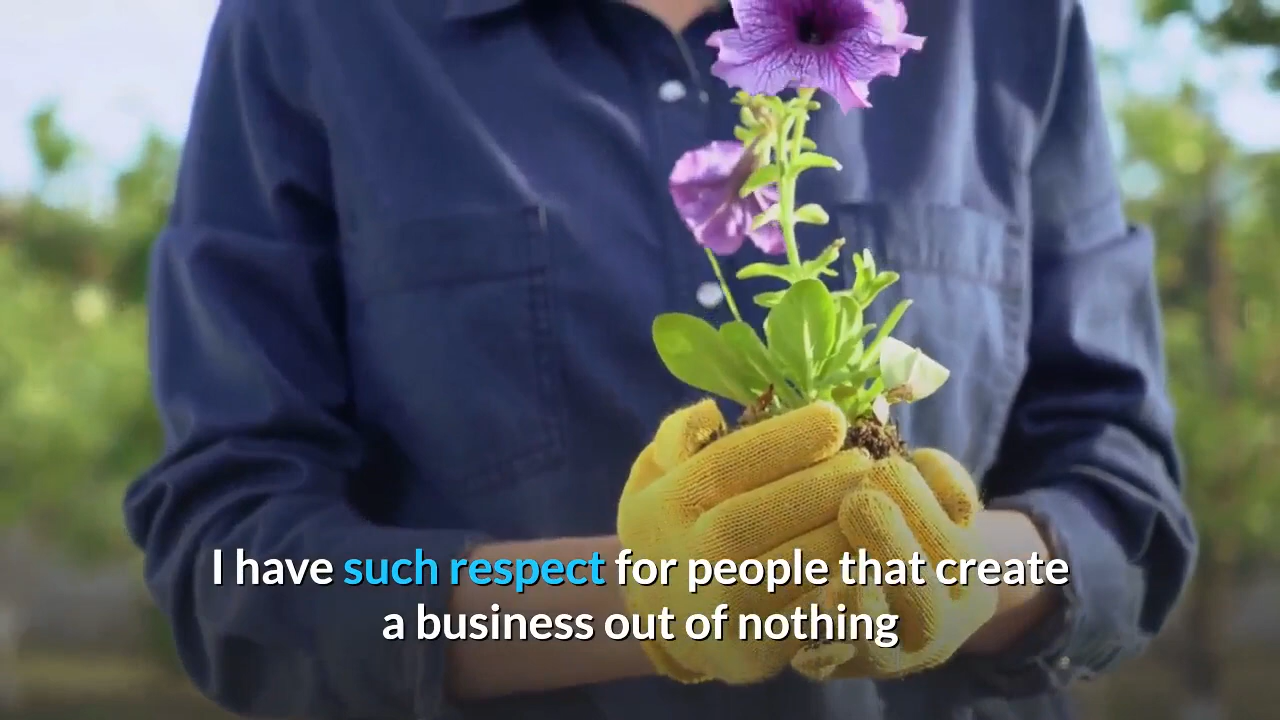 I have such respect for people that create
a business out of nothing